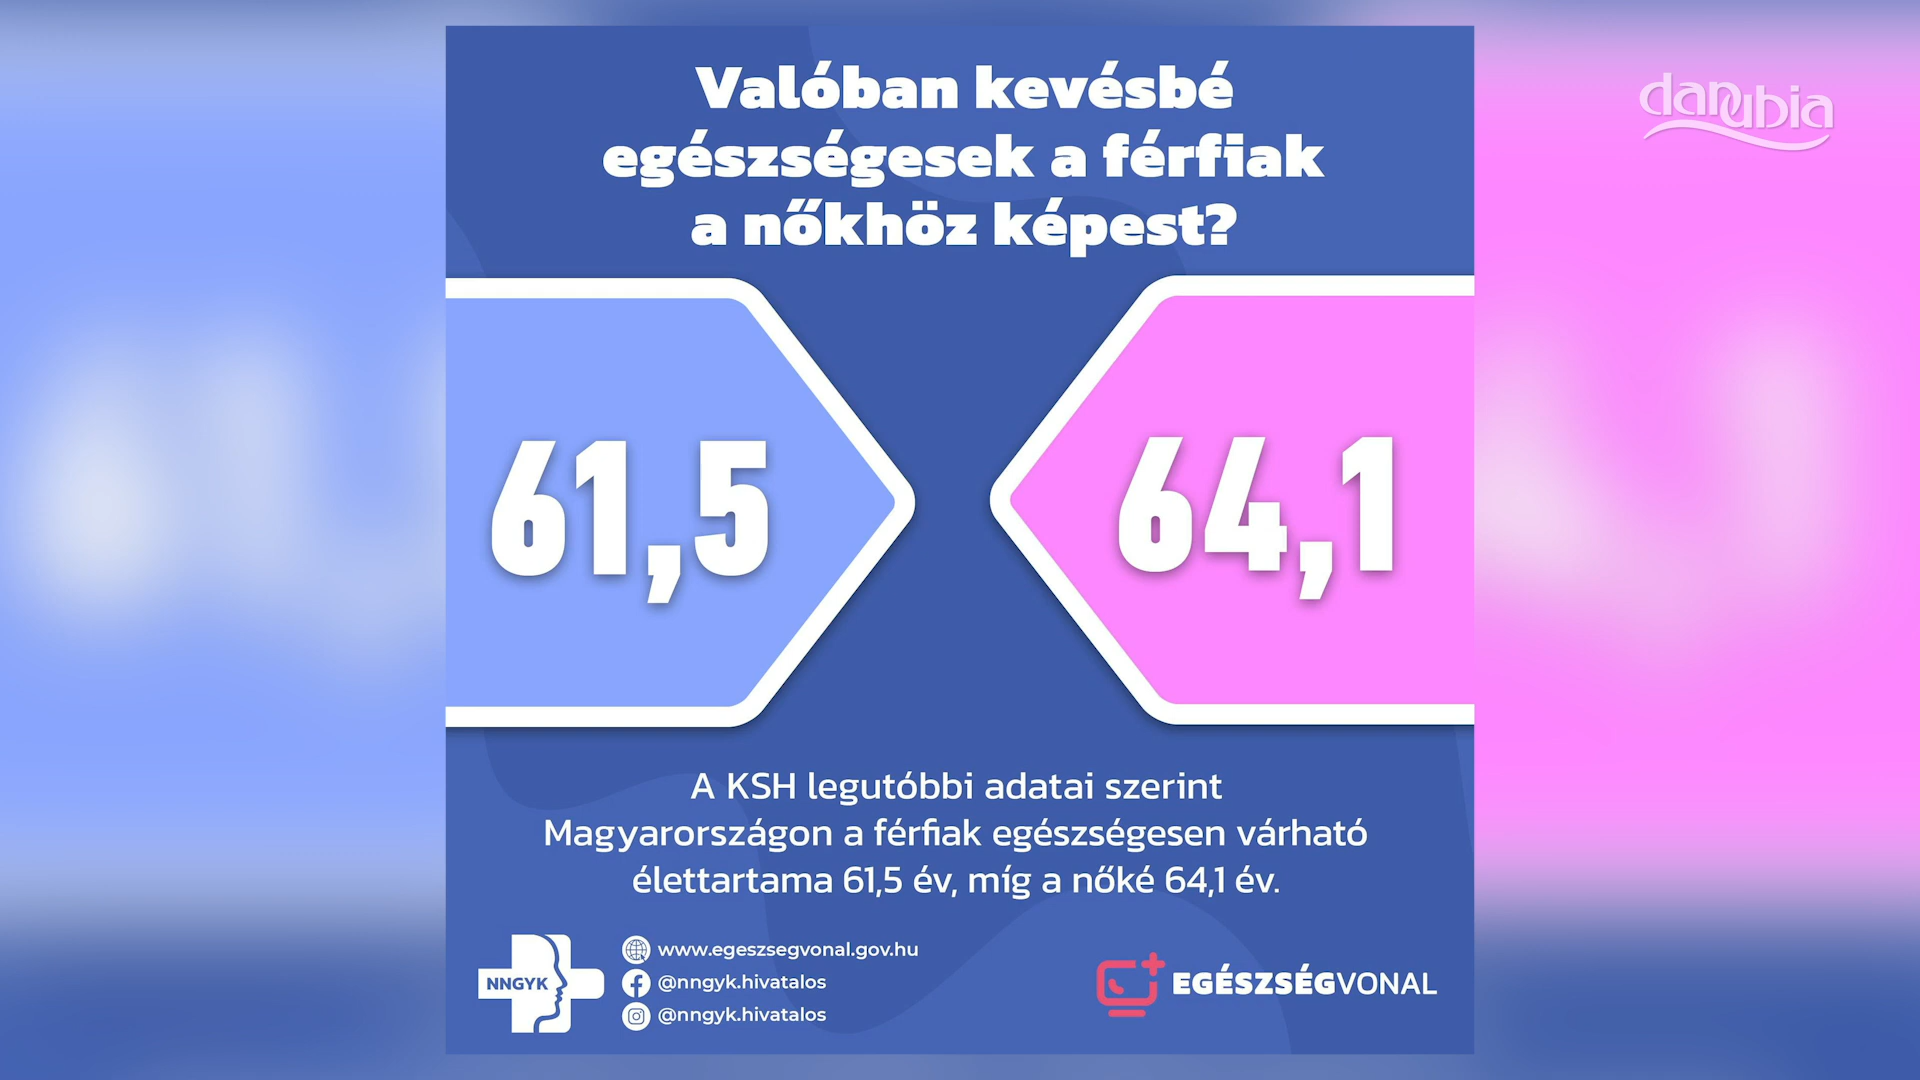 danubia
Valóban kevésbé
egészségesek a férfiak
a nőkhöz képest?
61,5
64,1
A KSH legutóbbi adatai szerint
Magyarországon a férfiak egészségesen várható
élettartama 61,5 év, míg a nőké 64,1 év.
NNGYK
www.egeszsegvonal.gov.hu
@nngyk.hivatalos
@nngyk.hivatalos
EGÉSZSÉGVONAL